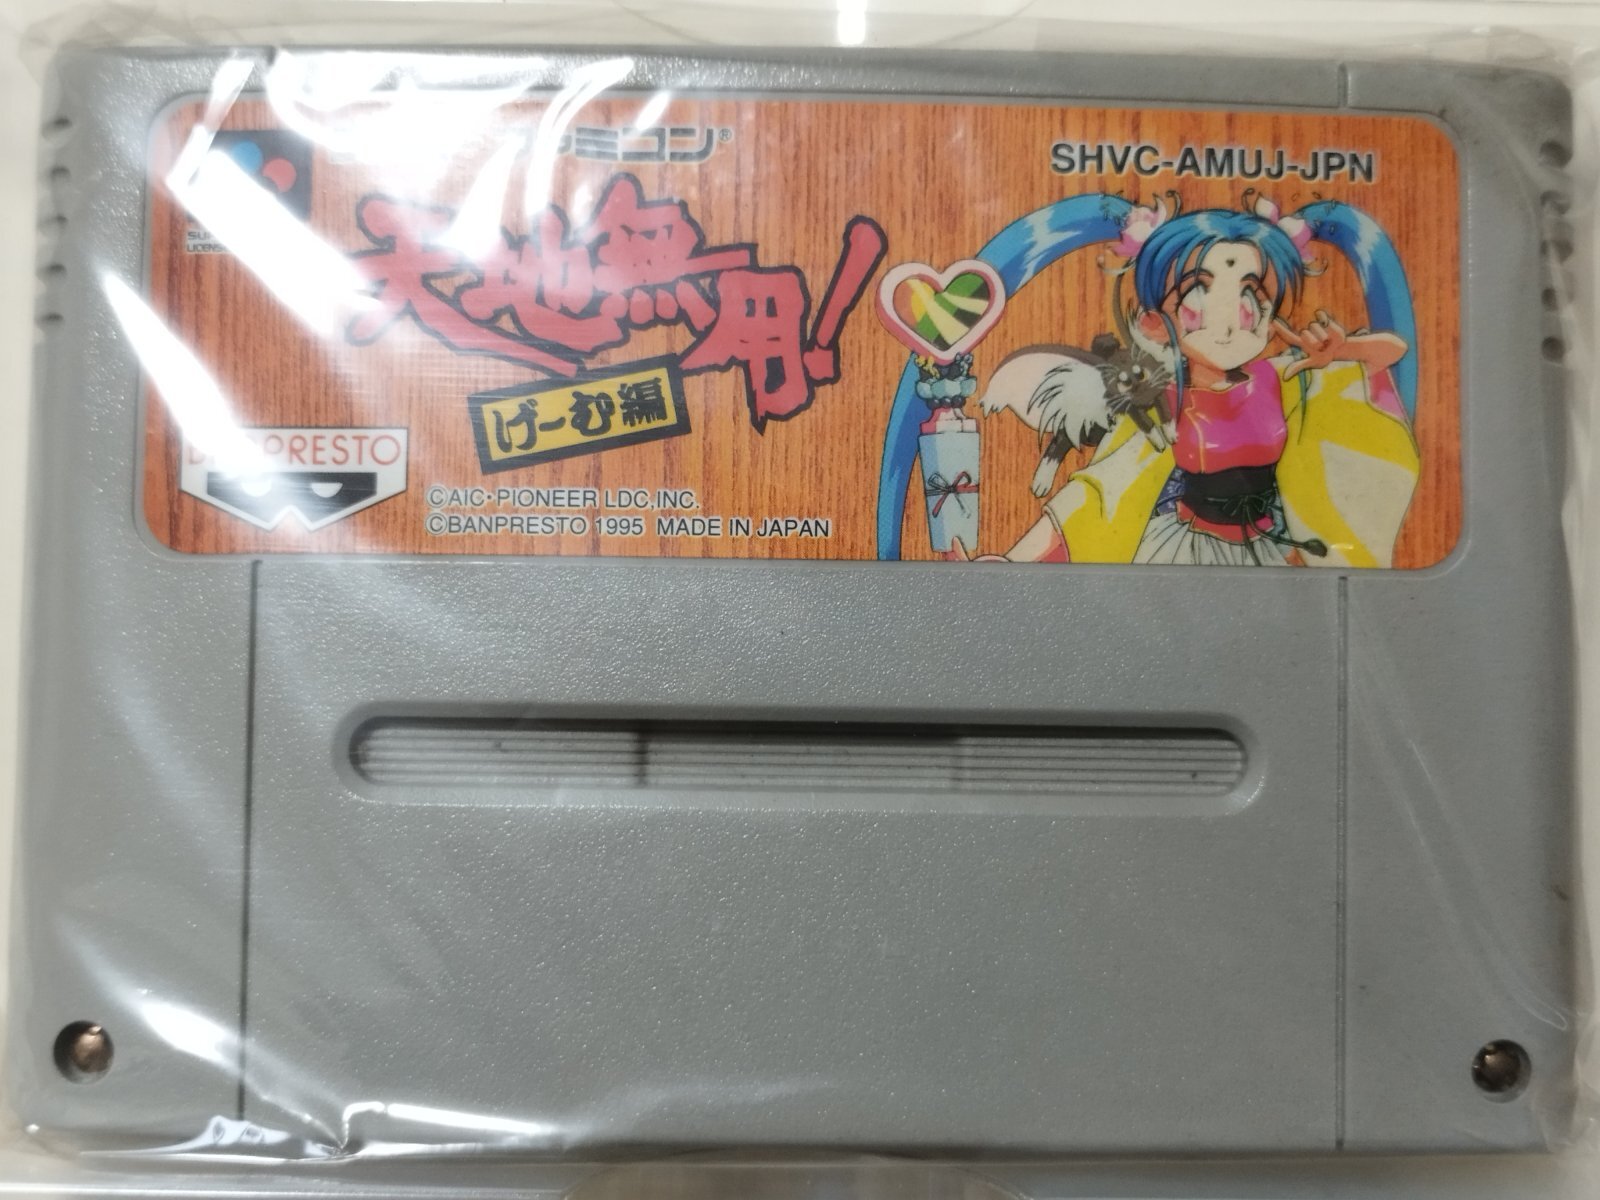 ファミコン®
SHVC-AMUJ-JPN
天地無用!
げーむ編
BANPRESTO
©AIC・PIONEER LDC,INC.
©BANPRESTO 1995 MADE IN JAPAN